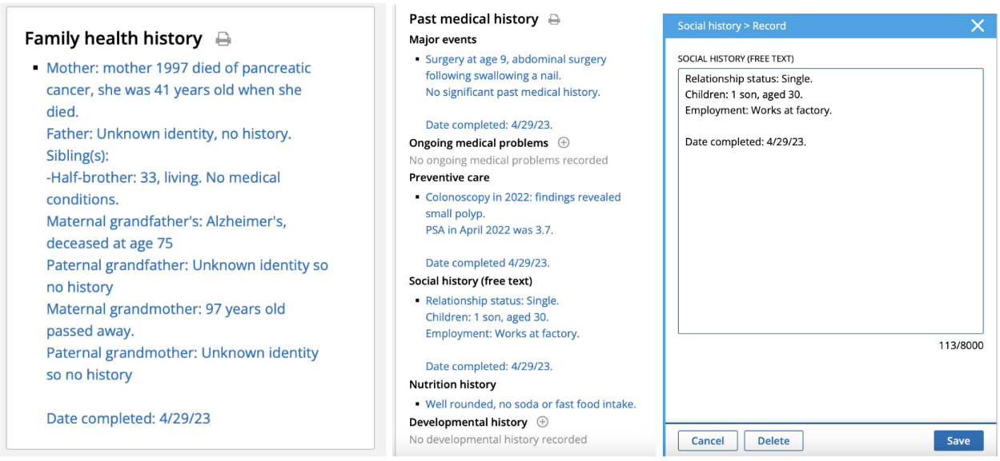 Family health history
Mother: mother 1997 died of pancreatic
cancer, she was 41 years old when she
died.
Father: Unknown identity, no history.
Sibling(s):
-Half-brother: 33, living. No medical
conditions.
Maternal grandfather's: Alzheimer's,
deceased at age 75
Paternal grandfather: Unknown identity so
no history
Maternal grandmother: 97 years old
passed away.
Paternal grandmother: Unknown identity
so no history
Date completed: 4/29/23
Past medical history
Major events
Surgery at age 9, abdominal surgery
following swallowing a nail.
No significant past medical history.
Date completed: 4/29/23.
Ongoing medical problems
No ongoing medical problems recorded
Preventive care
Colonoscopy in 2022: findings revealed
small polyp.
PSA in April 2022 was 3.7.
Date completed 4/29/23.
Social history (free text)
Relationship status: Single.
Children: 1 son, aged 30.
Employment: Works at factory.
Date completed: 4/29/23.
Nutrition history
Well rounded, no soda or fast food intake.
Developmental history
No developmental history recorded
Social history > Record
SOCIAL HISTORY (FREE TEXT)
Relationship status: Single.
Children: 1 son, aged 30.
Employment: Works at factory.
Date completed: 4/29/23.
113/8000
Cancel
Delete
Save